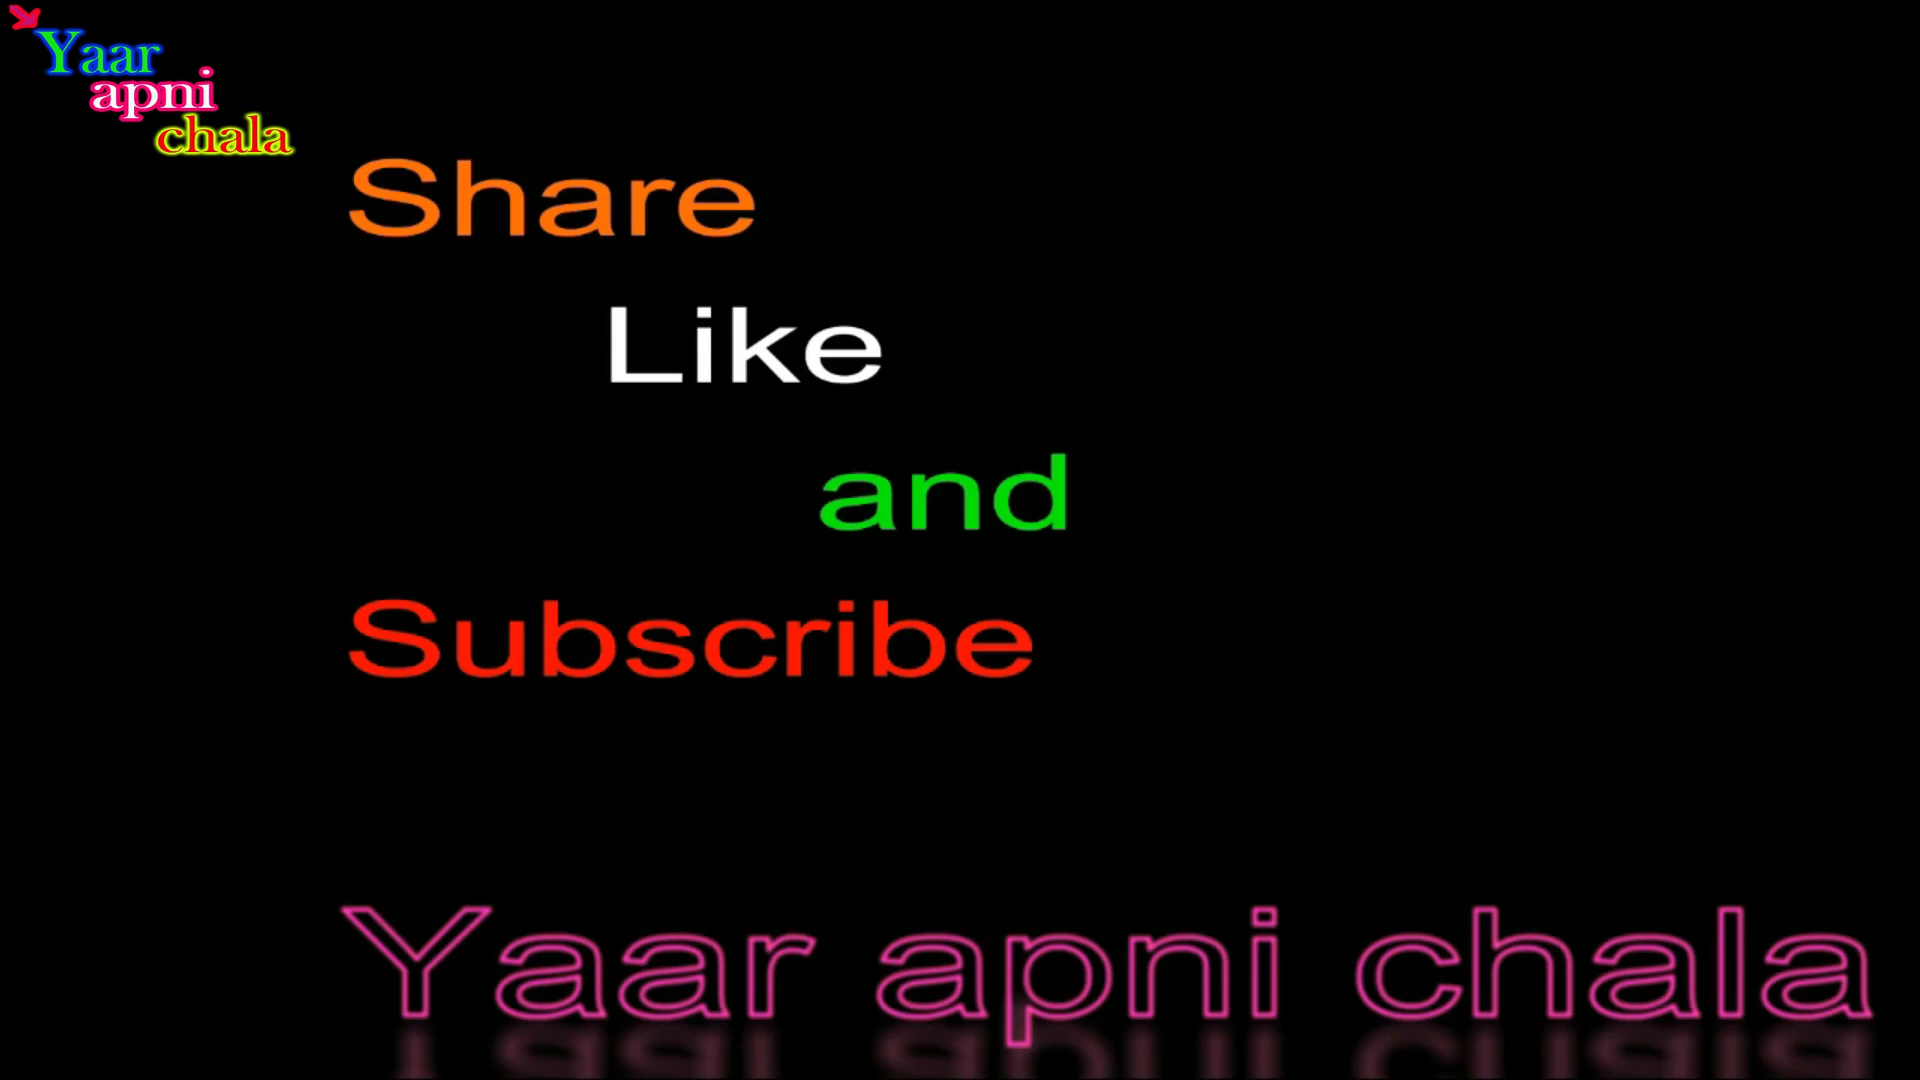 Yaar
apni
chala
Share
Like
and
Subscribe
Yaar apni chala